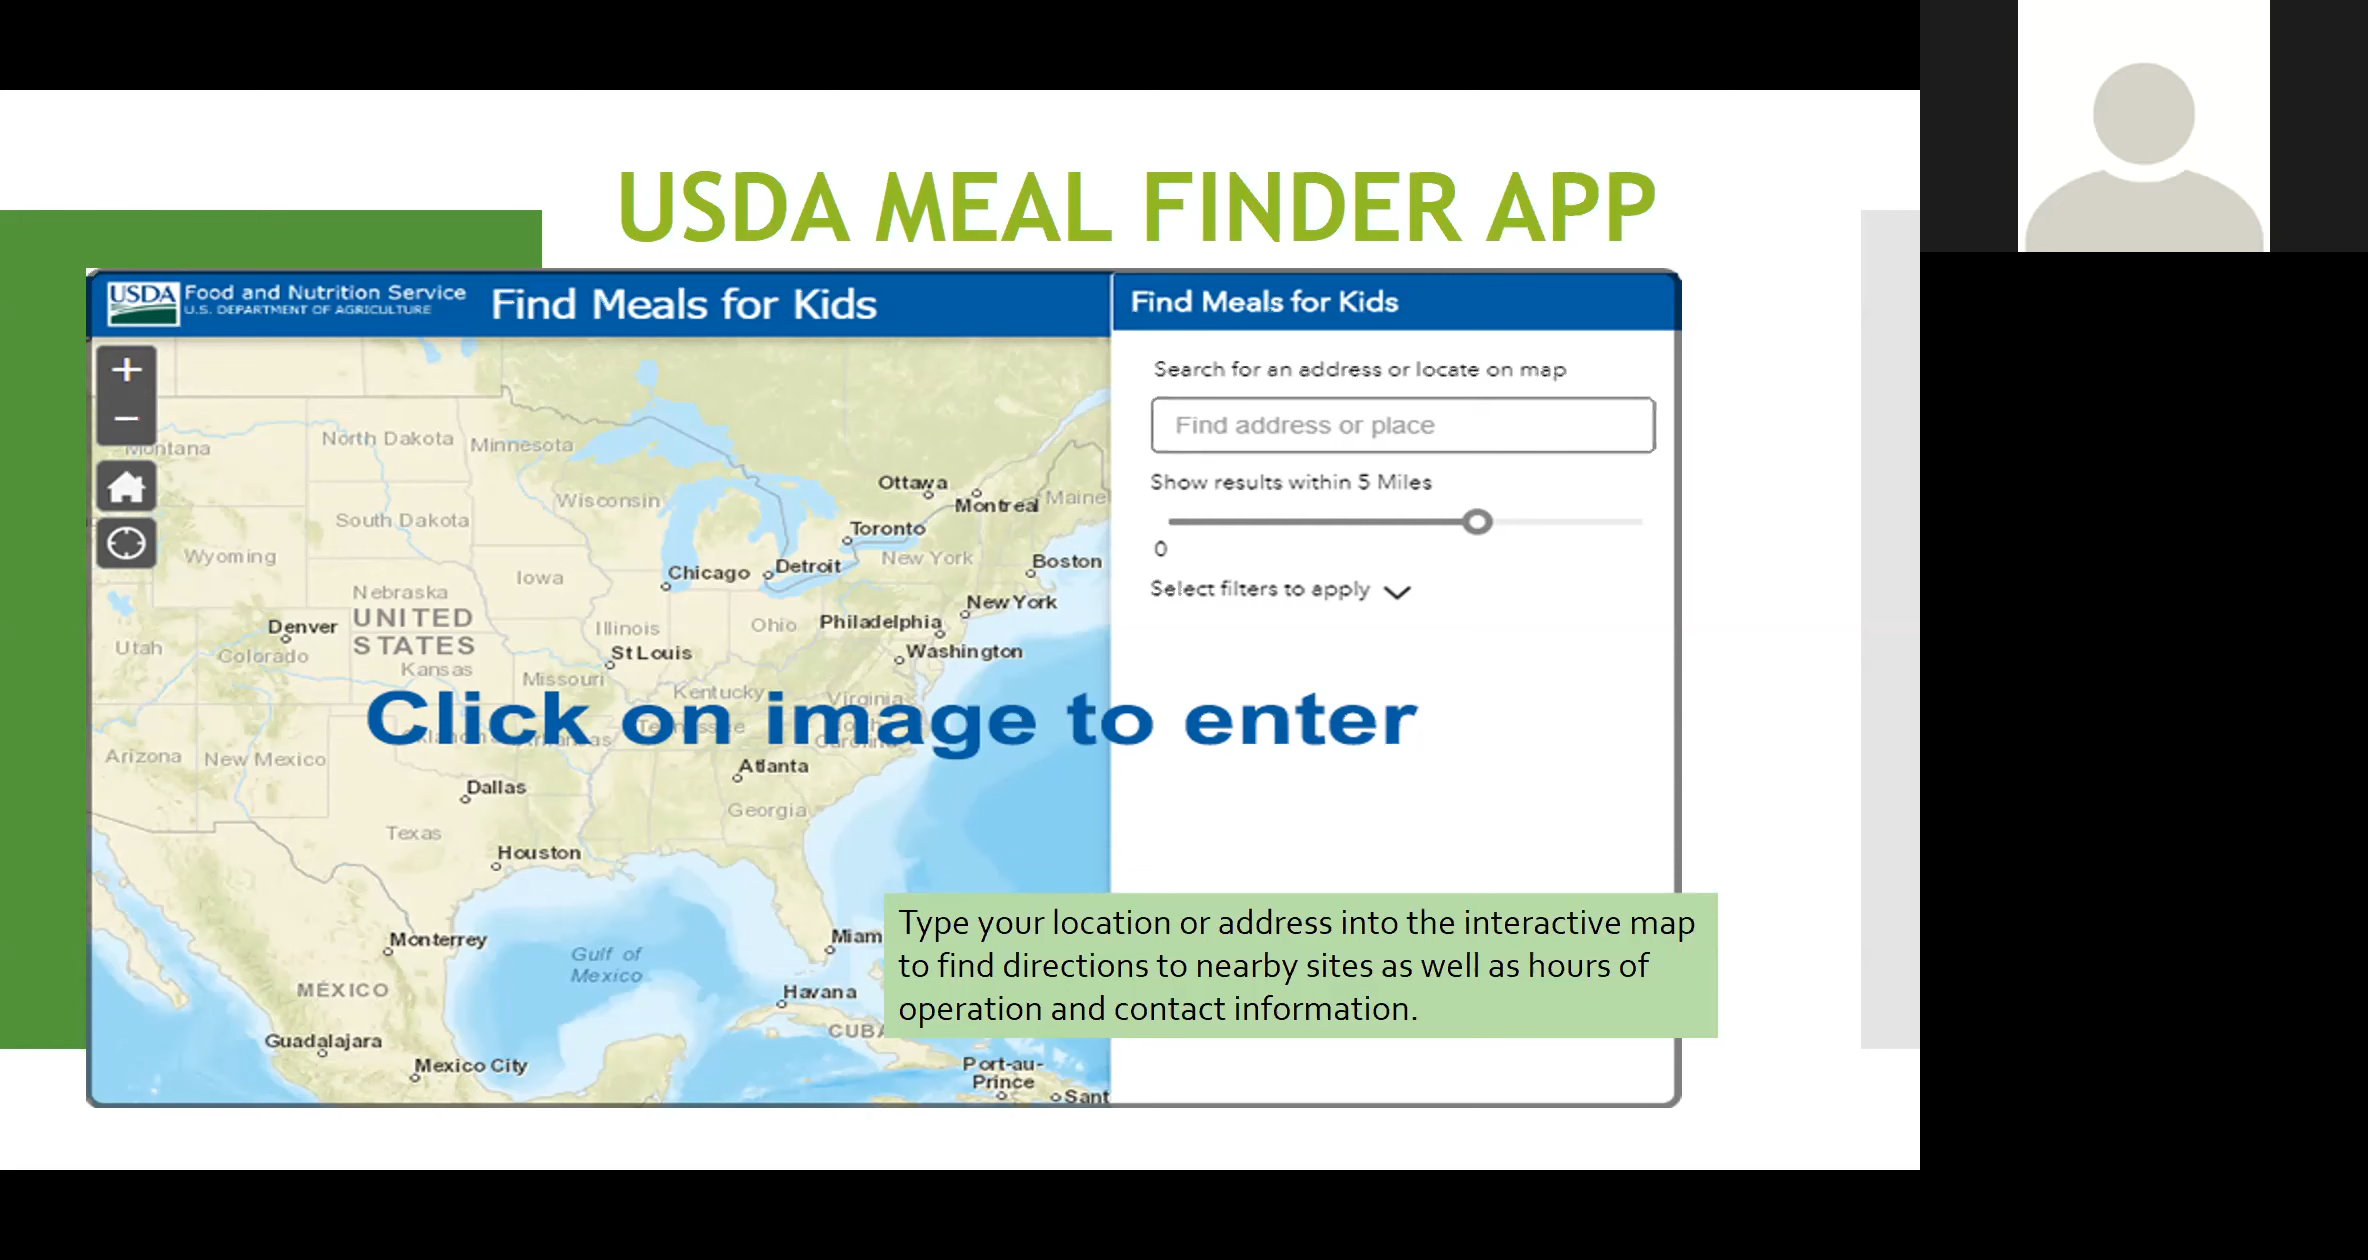 USDA MEAL FINDER APP
USDA Food and Nutrition Service
U.S. DEPARTMENT OF AGRICULTURE
Find Meals for Kids
Find Meals for Kids
Search for an address or locate on map
Find address or place
Show results within 5 Miles
0
Select filters to apply
+
−
Montana
North Dakota
Minnesota
Ottawa
Montreal
Maine
Wisconsin
South Dakota
Toronto
Wyoming
New York
Boston
Chicago
Detroit
Iowa
Nebraska
New York
UNITED
STATES
Denver
Illinois
Ohio
Philadelphia
Utah
Colorado
St Louis
Washington
Kansas
Missouri
Kentucky
Virginia
Click on image to enter
Tennessee
Arizona
New Mexico
Atlanta
Dallas
Georgia
Texas
Houston
Monterrey
Miam
Gulf of
Mexico
MÉXICO
Havana
CUBA
Guadalajara
Mexico City
Port-au-
Prince
Sant
Type your location or address into the interactive map
to find directions to nearby sites as well as hours of
operation and contact information.